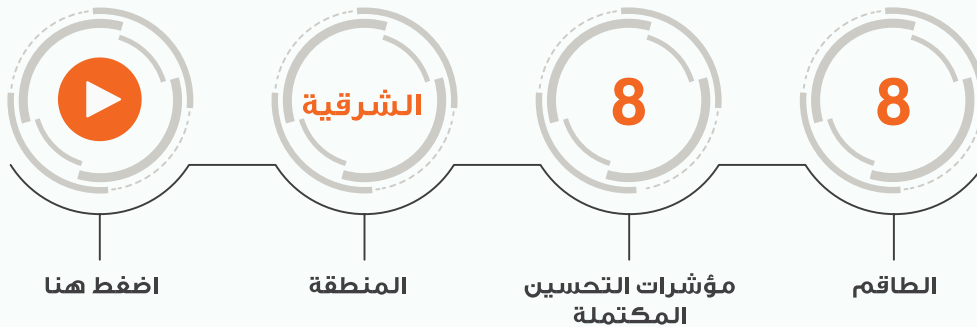 8
الطاقم
8
مؤشرات التحسين
المكتملة
الشرقية
المنطقة
اضغط هنا